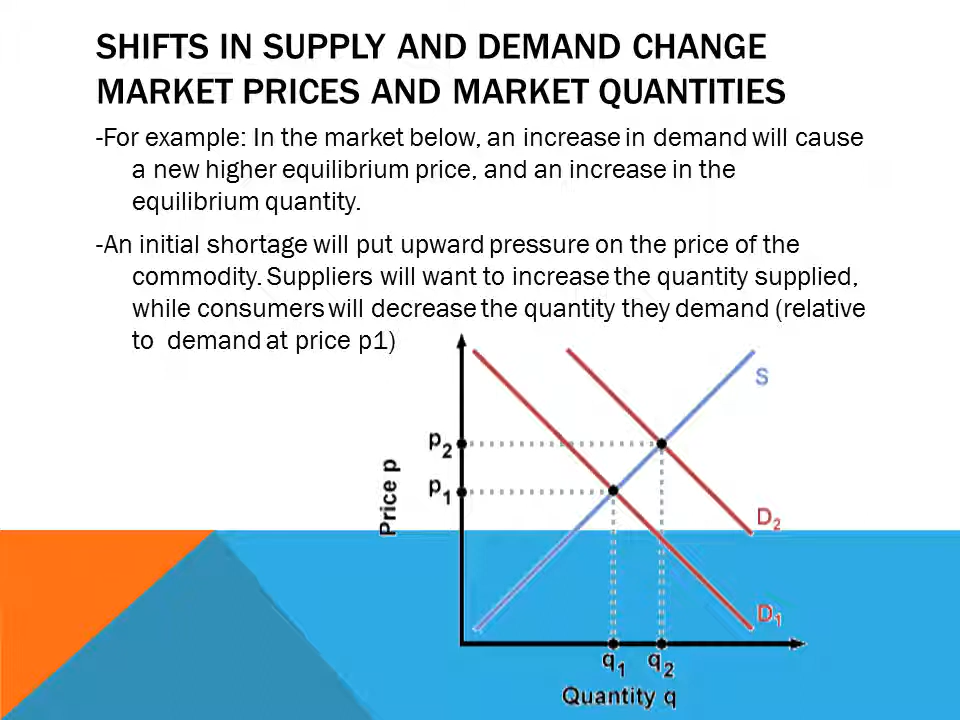 SHIFTS IN SUPPLY AND DEMAND CHANGE
MARKET PRICES AND MARKET QUANTITIES
-For example: In the market below, an increase in demand will cause
a new higher equilibrium price, and an increase in the
equilibrium quantity.
-An initial shortage will put upward pressure on the price of the
commodity. Suppliers will want to increase the quantity supplied,
while consumers will decrease the quantity they demand (relative
to demand at price p1)
S
p2
p1
Price p
D2
D1
q1 q2
Quantity q